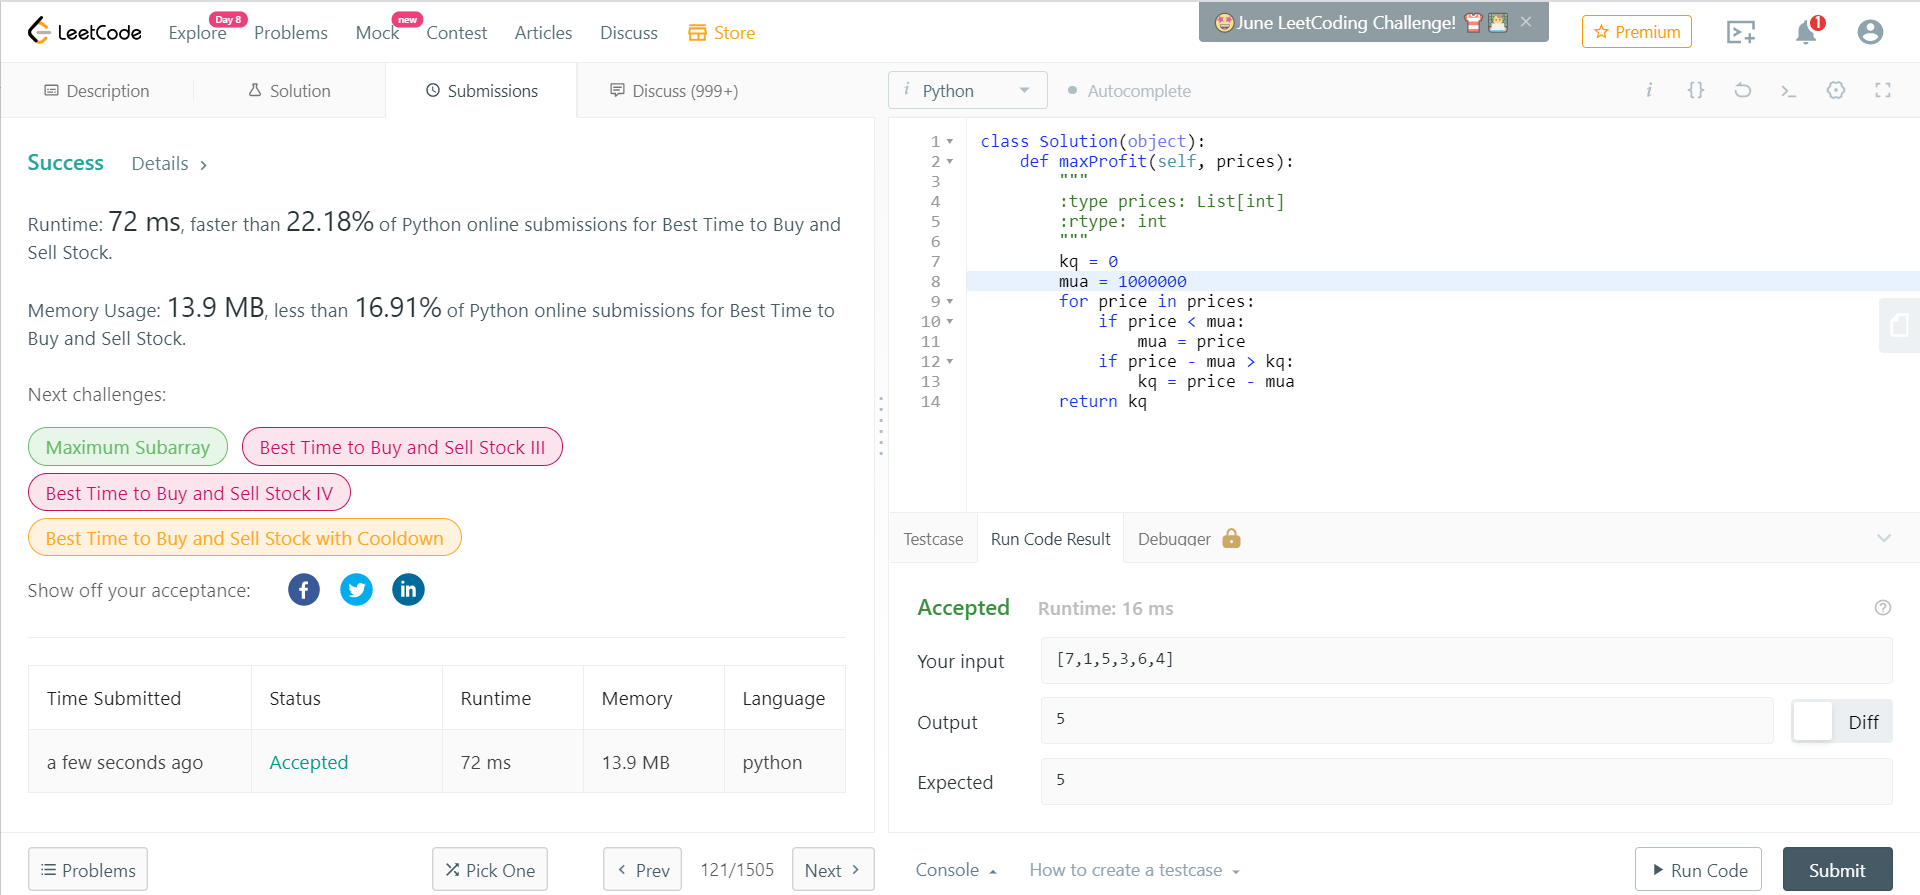 LeetCode
Explore
Day 8
Problems
Mock
new
Contest
Articles
Discuss
Store
🤩June LeetCoding Challenge! ×
Premium
1
Description
Solution
Submissions
Discuss (999+)
i Python
Autocomplete
i {}
Success Details >
Runtime: 72 ms, faster than 22.18% of Python online submissions for Best Time to Buy and
Sell Stock.
Memory Usage: 13.9 MB, less than 16.91% of Python online submissions for Best Time to
Buy and Sell Stock.
Next challenges:
Maximum Subarray
Best Time to Buy and Sell Stock III
Best Time to Buy and Sell Stock IV
Best Time to Buy and Sell Stock with Cooldown
Show off your acceptance:
Time Submitted Status Runtime Memory Language
a few seconds ago Accepted 72 ms 13.9 MB python
Problems
Pick One
< Prev
121/1505
Next >
1 class Solution(object):
2 def maxProfit(self, prices):
3 """
4 :type prices: List[int]
5 :rtype: int
6 """
7 kq = 0
8 mua = 1000000
9 for price in prices:
10 if price < mua:
11 mua = price
12 if price - mua > kq:
13 kq = price - mua
14 return kq
Testcase
Run Code Result
Debugger
Accepted Runtime: 16 ms
Your input [7,1,5,3,6,4]
Output 5 Diff
Expected 5
Console
How to create a testcase
Run Code
Submit